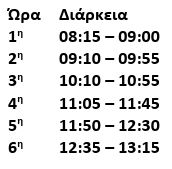 Ώρα Διάρκεια
1η 08:15 – 09:00
2η 09:10 – 09:55
3η 10:10 – 10:55
4η 11:05 – 11:45
5η 11:50 – 12:30
6η 12:35 – 13:15